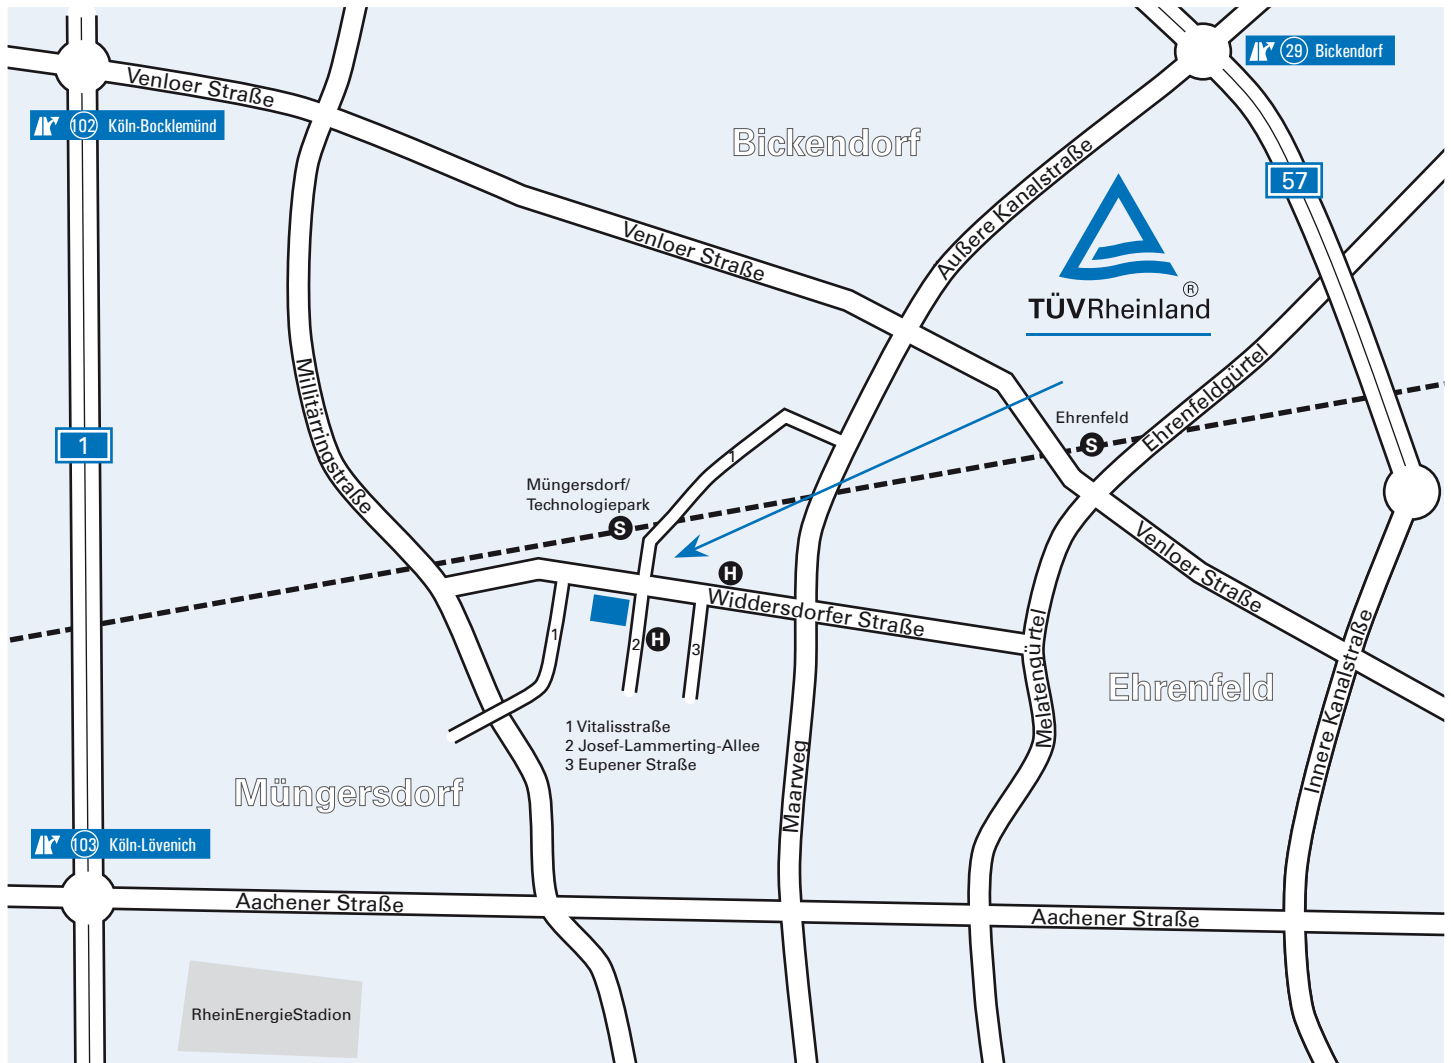 Venloer Straße
29 Bickendorf
102 Köln-Bocklemünd
Bickendorf
Außere Kanalstraße
57
Venloer Straße
TÜVRheinland
®
Millitärringstraße
Ehrenfeldgürtel
1
Ehrenfeld
S
1
Müngersdorf/
Technologiepark
S
Venloer Straße
H
Widdersdorfer Straße
1
2
H
3
Melatengürtel
Innere Kanalstraße
Ehrenfeld
1 Vitalisstraße
2 Josef-Lammerting-Allee
3 Eupener Straße
Maarweg
Müngersdorf
103 Köln-Lövenich
Aachener Straße
Aachener Straße
RheinEnergieStadion